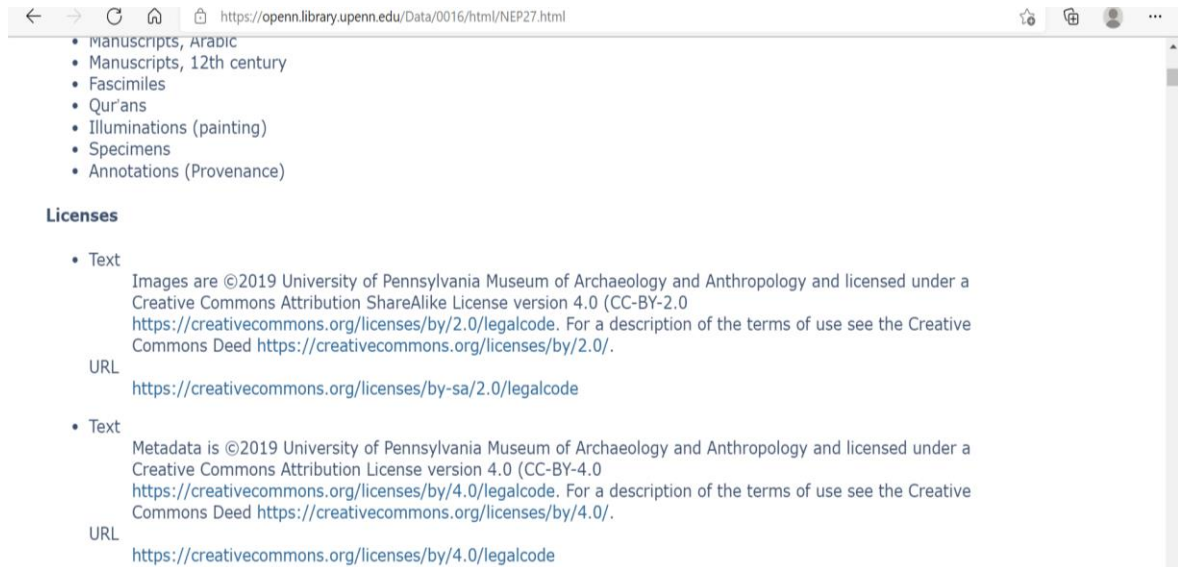 https://openn.library.upenn.edu/Data/0016/html/NEP27.html
• Manuscripts, Arabic
• Manuscripts, 12th century
• Fascimiles
• Qur'ans
• Illuminations (painting)
• Specimens
• Annotations (Provenance)
Licenses
• Text
Images are ©2019 University of Pennsylvania Museum of Archaeology and Anthropology and licensed under a
Creative Commons Attribution ShareAlike License version 4.0 (CC-BY-2.0
https://creativecommons.org/licenses/by/2.0/legalcode. For a description of the terms of use see the Creative
Commons Deed https://creativecommons.org/licenses/by/2.0/.
URL
https://creativecommons.org/licenses/by-sa/2.0/legalcode
• Text
Metadata is ©2019 University of Pennsylvania Museum of Archaeology and Anthropology and licensed under a
Creative Commons Attribution License version 4.0 (CC-BY-4.0
https://creativecommons.org/licenses/by/4.0/legalcode. For a description of the terms of use see the Creative
Commons Deed https://creativecommons.org/licenses/by/4.0/.
URL
https://creativecommons.org/licenses/by/4.0/legalcode